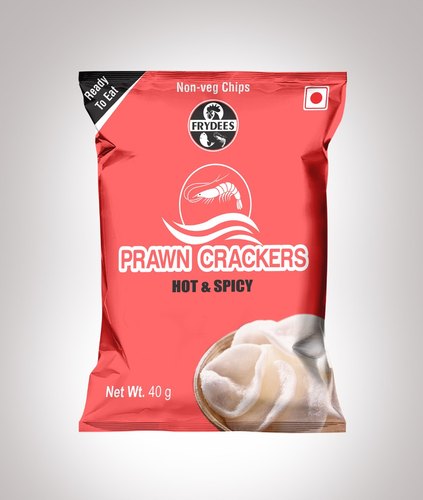 Ready
To Eat
Non-veg Chips
FRYDEES
PRAWN CRACKERS
HOT & SPICY
Net Wt. 40 g